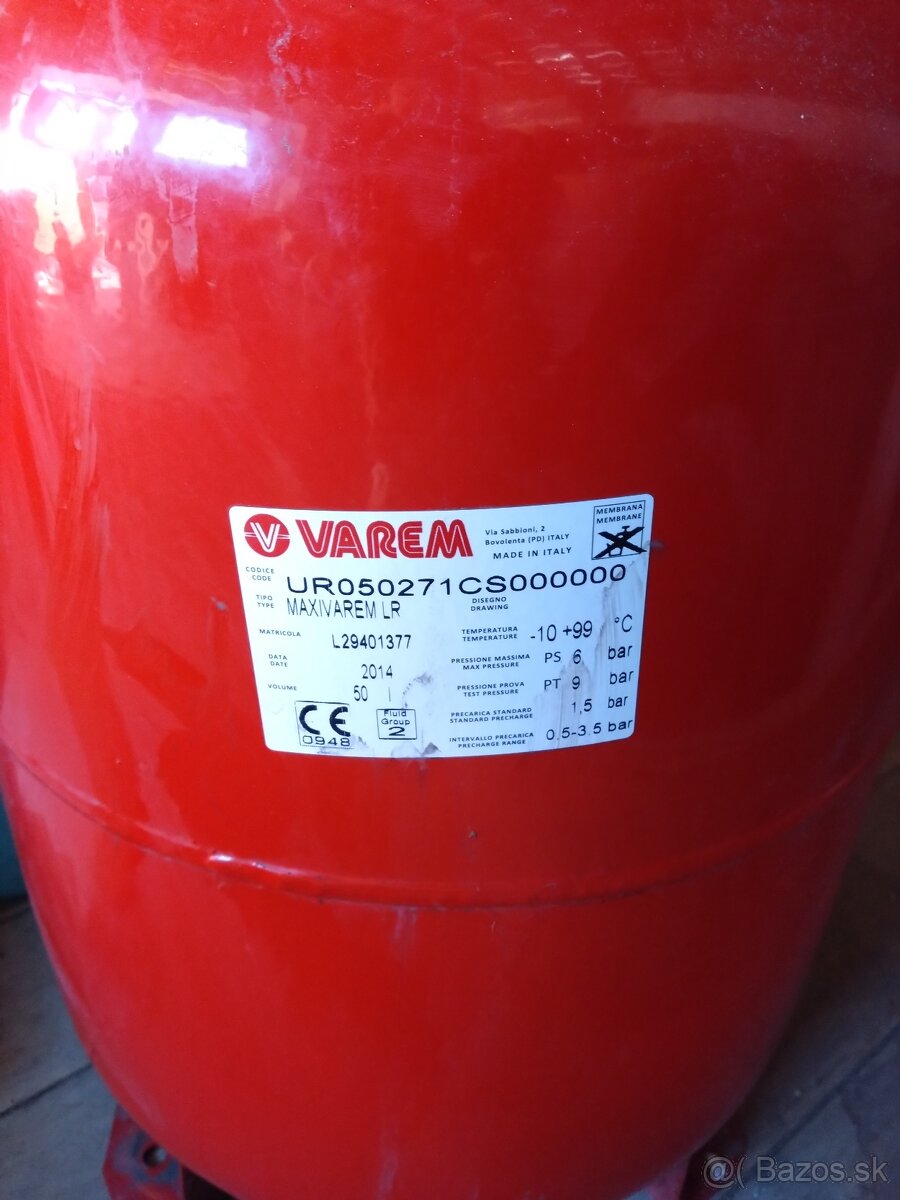 VAREM
Via Sabbioni, 2
Bovolenta (PD) ITALY
MADE IN ITALY
MEMBRANA
MEMBRANE
CODICE
CODE
UR050271CS000000
TIPO
TYPE
MAXIVAREM LR
DISEGNO
DRAWING
MATRICOLA
L29401377
TEMPERATURA
TEMPERATURE
-10 +99 °C
DATA
DATE
2014
PRESSIONE MASSIMA
MAX PRESSURE
PS 6 bar
VOLUME
50 l
PRESSIONE PROVA
TEST PRESSURE
PT 9 bar
CE
0948
Fluid
Group
2
PRECARICA STANDARD
STANDARD PRECHARGE
1,5 bar
INTERVALLO PRECARICA
PRECHARGE RANGE
0,5-3,5 bar
@( Bazos.sk